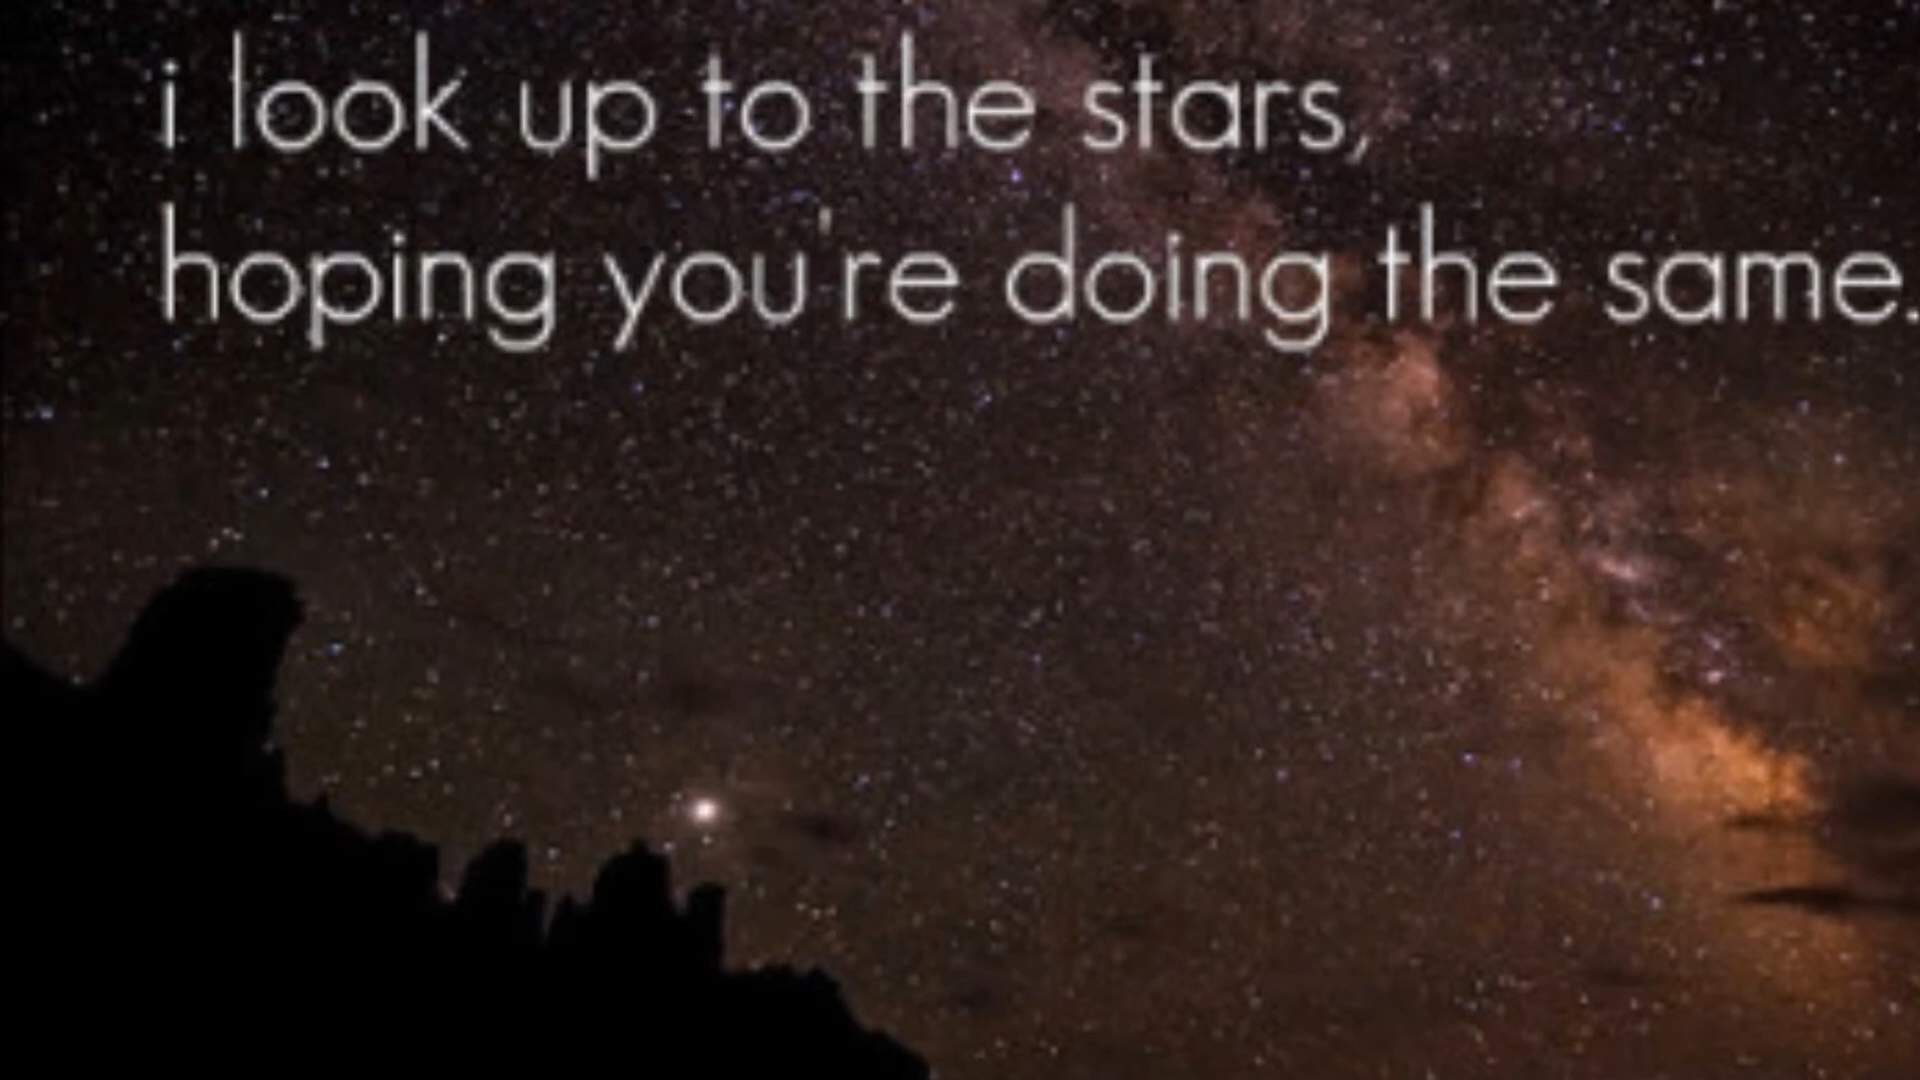 i look up to the stars,
hoping you're doing the same.